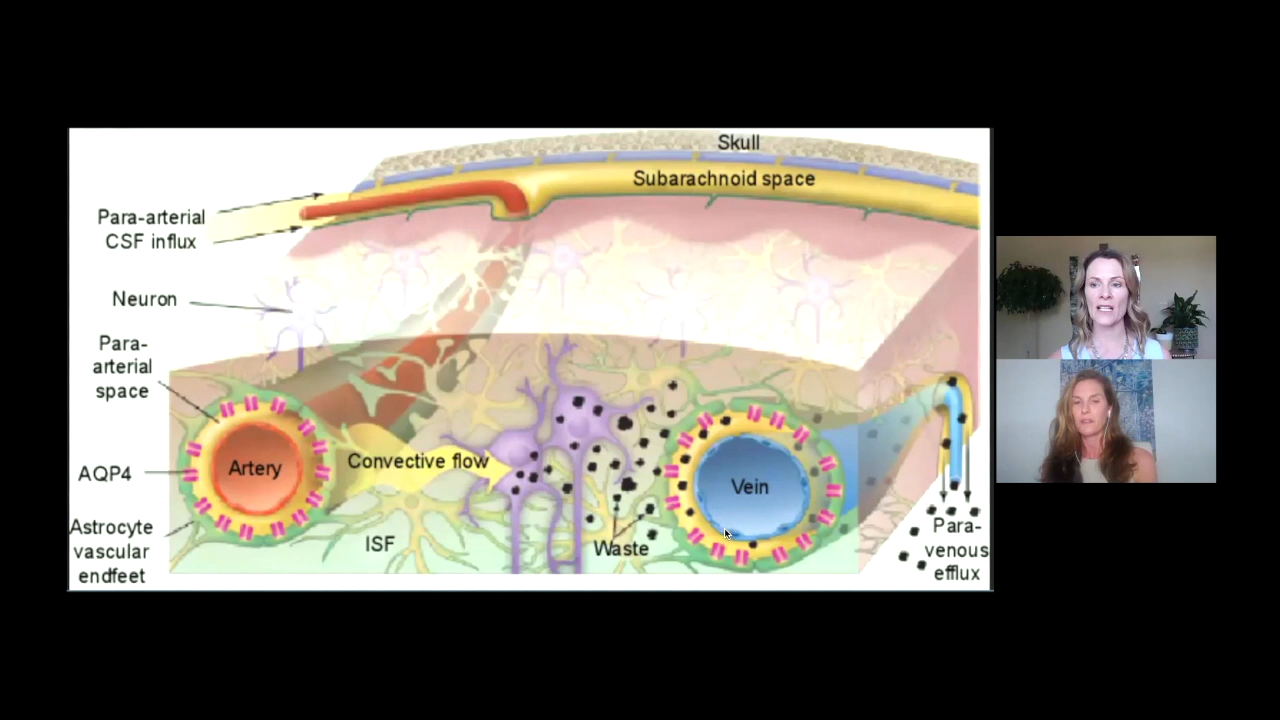 Skull
Subarachnoid space
Para-arterial
CSF influx
Neuron
Para-
arterial
space
Convective flow
Artery
AQP4
Vein
Astrocyte
vascular
endfeet
ISF
Waste
Para-
venous
efflux